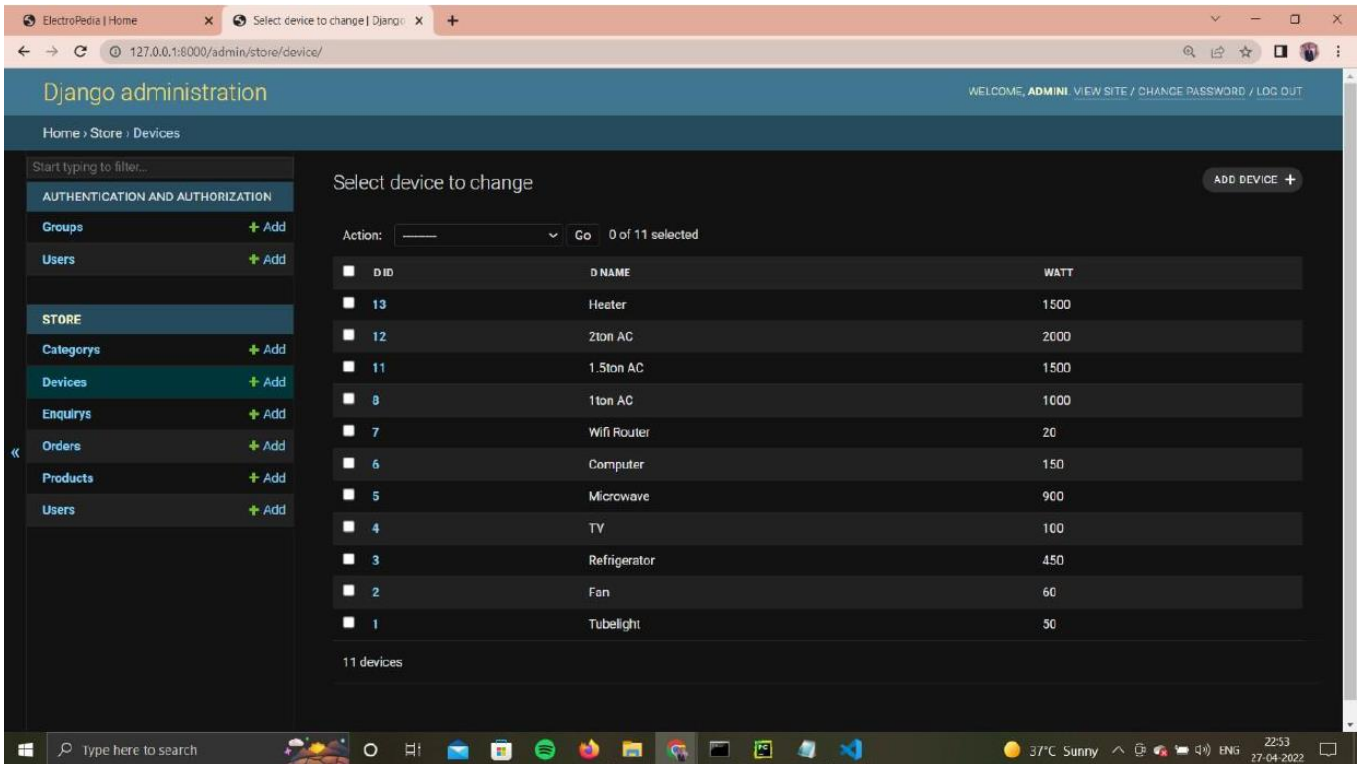 ElectroPedia | Home
Select device to change | Django
127.0.0.1:8000/admin/store/device/
Django administration
WELCOME, ADMINI. VIEW SITE / CHANGE PASSWORD / LOG OUT
Home › Store › Devices
Start typing to filter...
AUTHENTICATION AND AUTHORIZATION
Groups + Add
Users + Add
STORE
Categorys + Add
Devices + Add
Enquirys + Add
Orders + Add
Products + Add
Users + Add
«
Select device to change
ADD DEVICE +
Action: --------- Go 0 of 11 selected
D ID D NAME WATT
13 Heater 1500
12 2ton AC 2000
11 1.5ton AC 1500
8 1ton AC 1000
7 Wifi Router 20
6 Computer 150
5 Microwave 900
4 TV 100
3 Refrigerator 450
2 Fan 60
1 Tubelight 50
11 devices
Type here to search
37°C Sunny ENG 22:53
27-04-2022